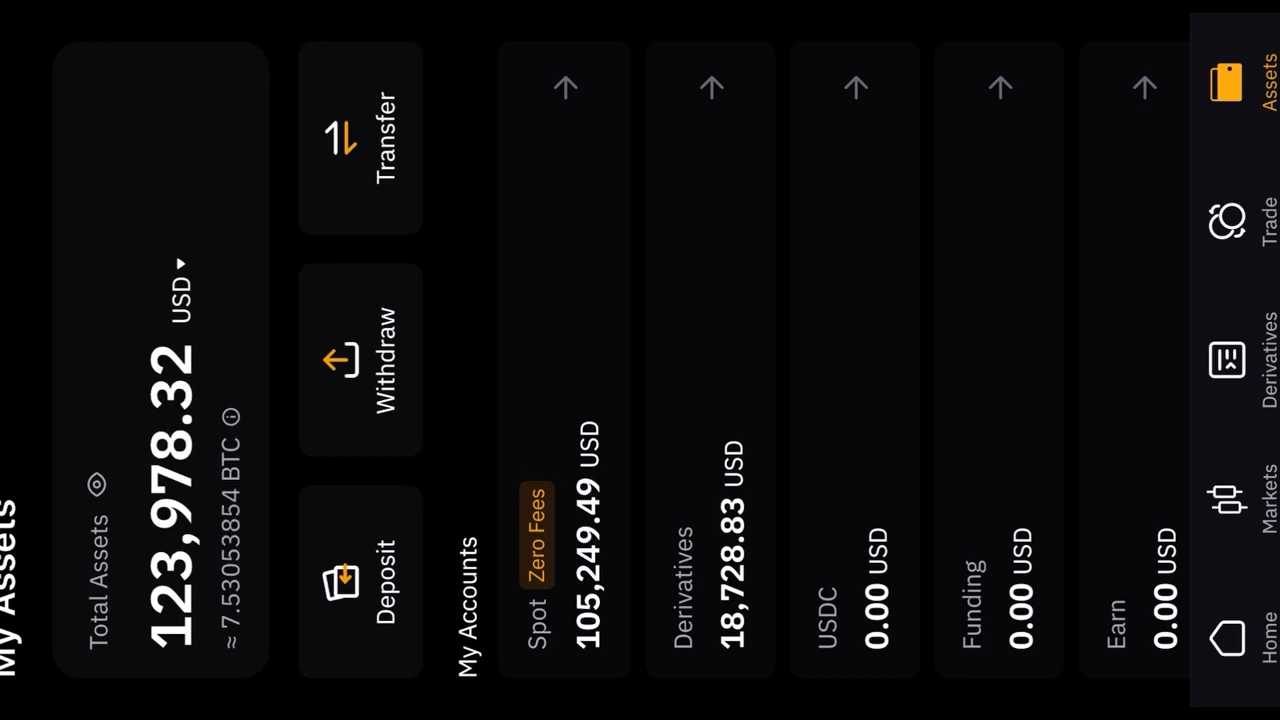 My Assets
Total Assets
123,978.32 USD
≈ 7.53053854 BTC
Deposit
Withdraw
Transfer
My Accounts
Spot Zero Fees
105,249.49 USD
Derivatives
18,728.83 USD
USDC
0.00 USD
Funding
0.00 USD
Earn
0.00 USD
Home
Markets
Derivatives
Trade
Assets